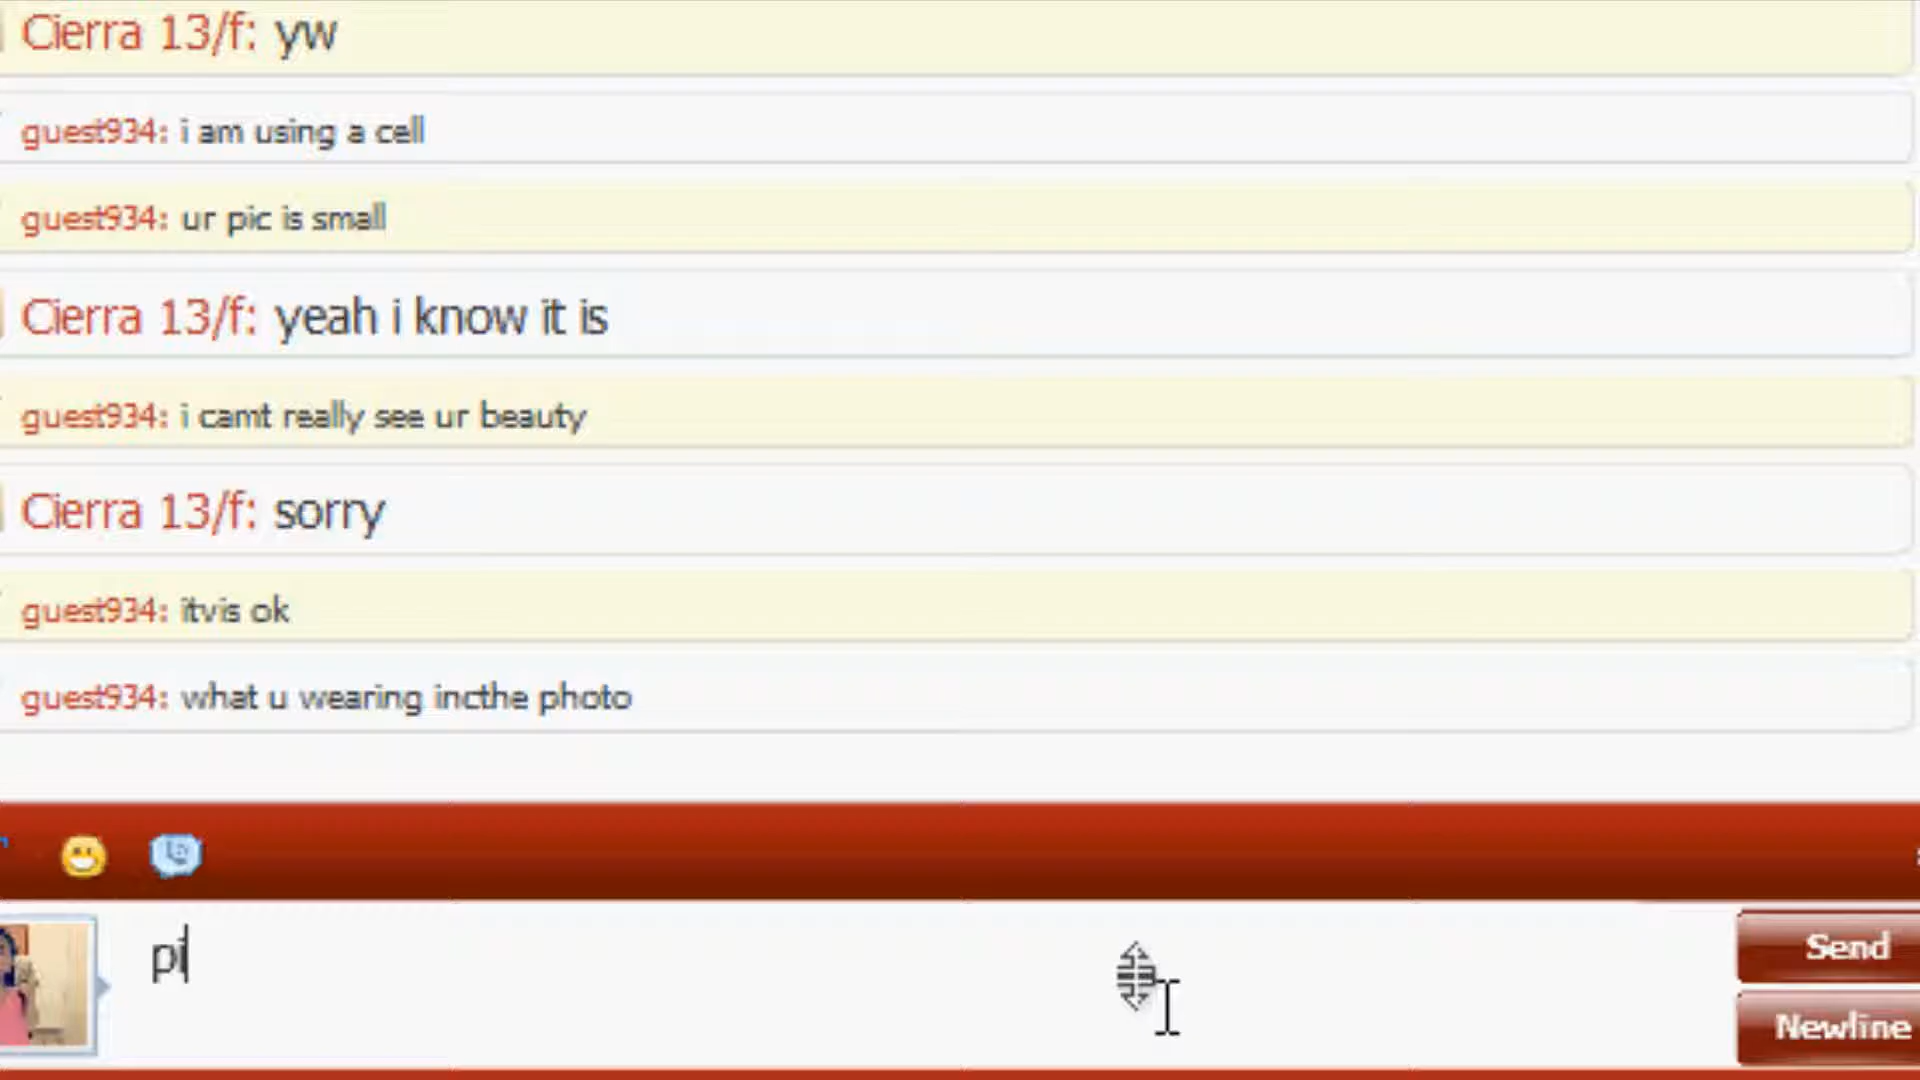 Cierra 13/f: yw
guest934: i am using a cell
guest934: ur pic is small
Cierra 13/f: yeah i know it is
guest934: i camt really see ur beauty
Cierra 13/f: sorry
guest934: itvis ok
guest934: what u wearing incthe photo
pi
Send
Newline